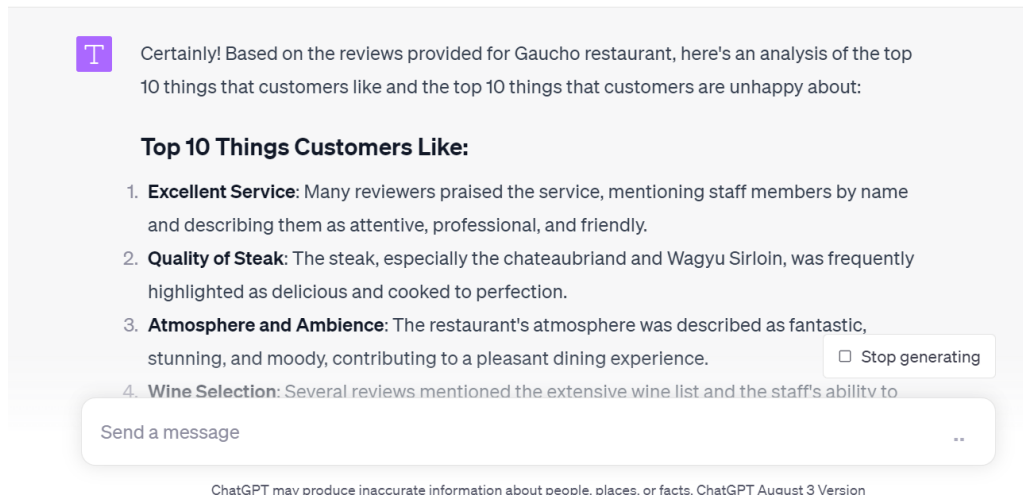 T
Certainly! Based on the reviews provided for Gaucho restaurant, here's an analysis of the top
10 things that customers like and the top 10 things that customers are unhappy about:
Top 10 Things Customers Like:
1. Excellent Service: Many reviewers praised the service, mentioning staff members by name
and describing them as attentive, professional, and friendly.
2. Quality of Steak: The steak, especially the chateaubriand and Wagyu Sirloin, was frequently
highlighted as delicious and cooked to perfection.
3. Atmosphere and Ambience: The restaurant's atmosphere was described as fantastic,
stunning, and moody, contributing to a pleasant dining experience.
Stop generating
4. Wine Selection: Several reviews mentioned the extensive wine list and the staff's ability to
Send a message
ChatGPT may produce inaccurate information about people, places, or facts. ChatGPT August 3 Version